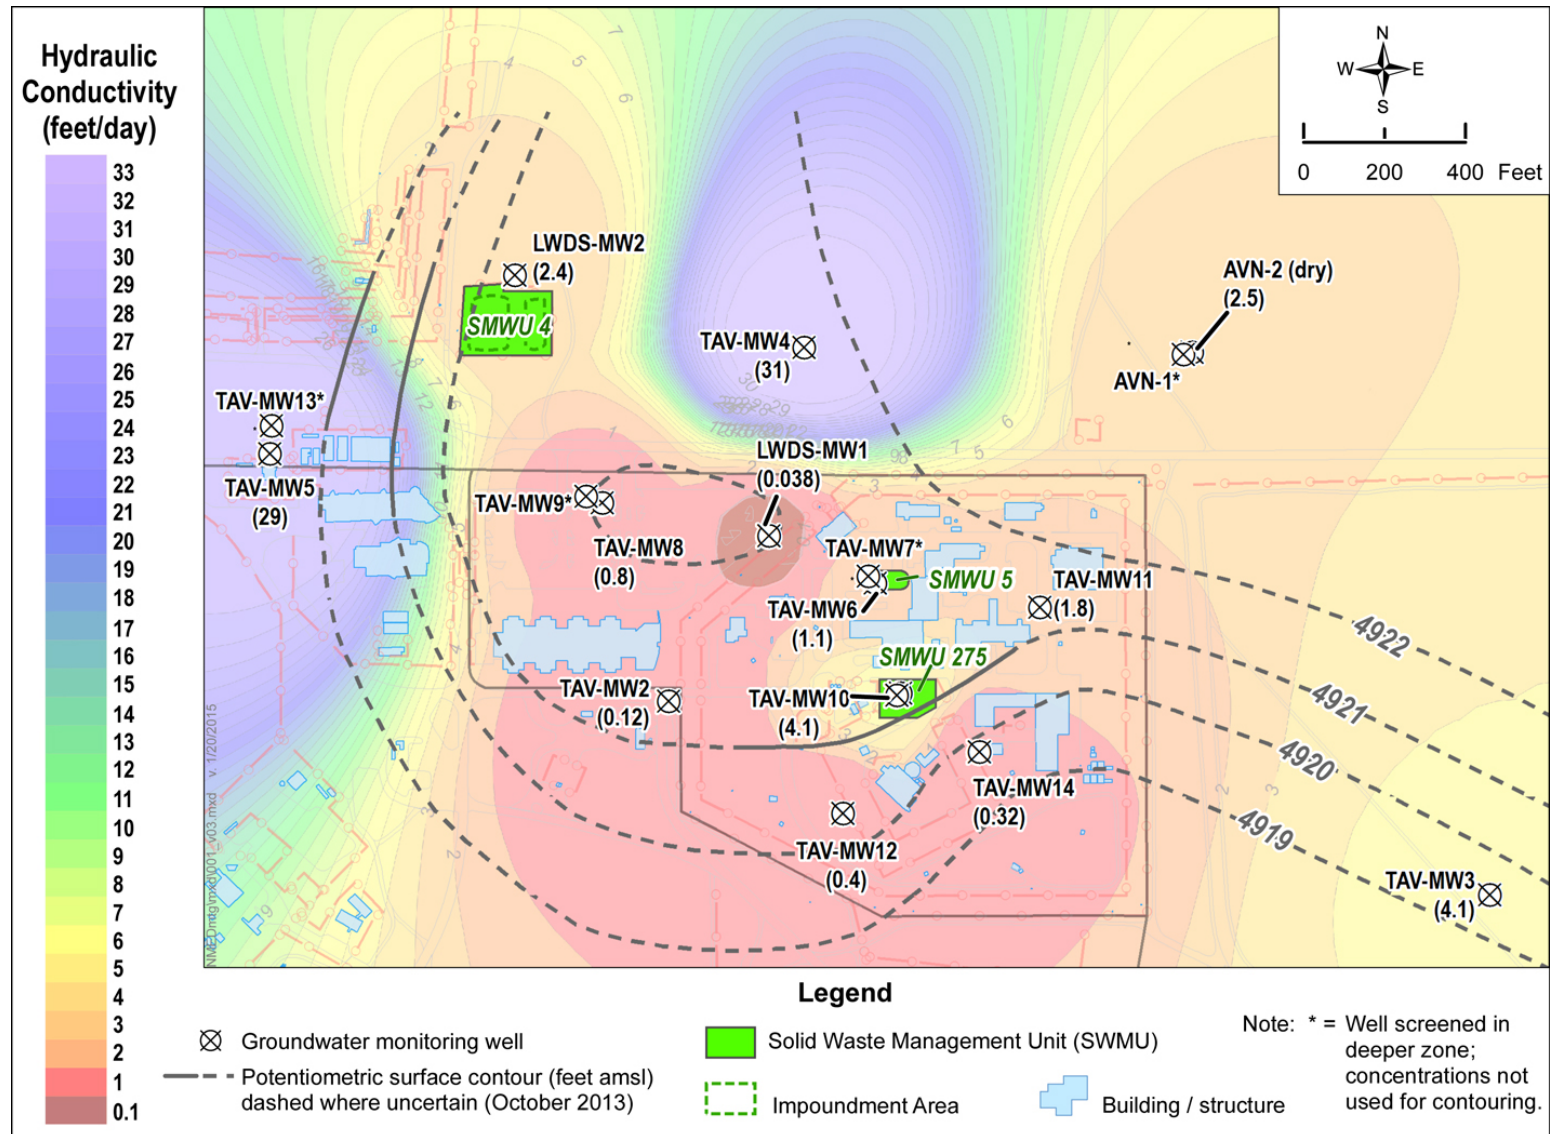 Hydraulic
Conductivity
(feet/day)
33
32
31
30
29
28
27
26
25
24
23
22
21
20
19
18
17
16
15
14
13
12
11
10
9
8
7
6
5
4
3
2
1
0.1
N
W E
S
0 200 400 Feet
LWDS-MW2
(2.4)
SMWU 4
AVN-2 (dry)
(2.5)
AVN-1*
TAV-MW4
(31)
TAV-MW13*
TAV-MW5
(29)
LWDS-MW1
(0.038)
TAV-MW9*
TAV-MW8
(0.8)
TAV-MW7*
SMWU 5
TAV-MW6
(1.1)
TAV-MW11
(1.8)
SMWU 275
TAV-MW2
(0.12)
TAV-MW10
(4.1)
TAV-MW14
(0.32)
TAV-MW12
(0.4)
TAV-MW3
(4.1)
4922
4921
4920
4919
v. 1/20/2015
Legend
Groundwater monitoring well
Potentiometric surface contour (feet amsl)
dashed where uncertain (October 2013)
Solid Waste Management Unit (SWMU)
Impoundment Area
Building / structure
Note: * = Well screened in
deeper zone;
concentrations not
used for contouring.